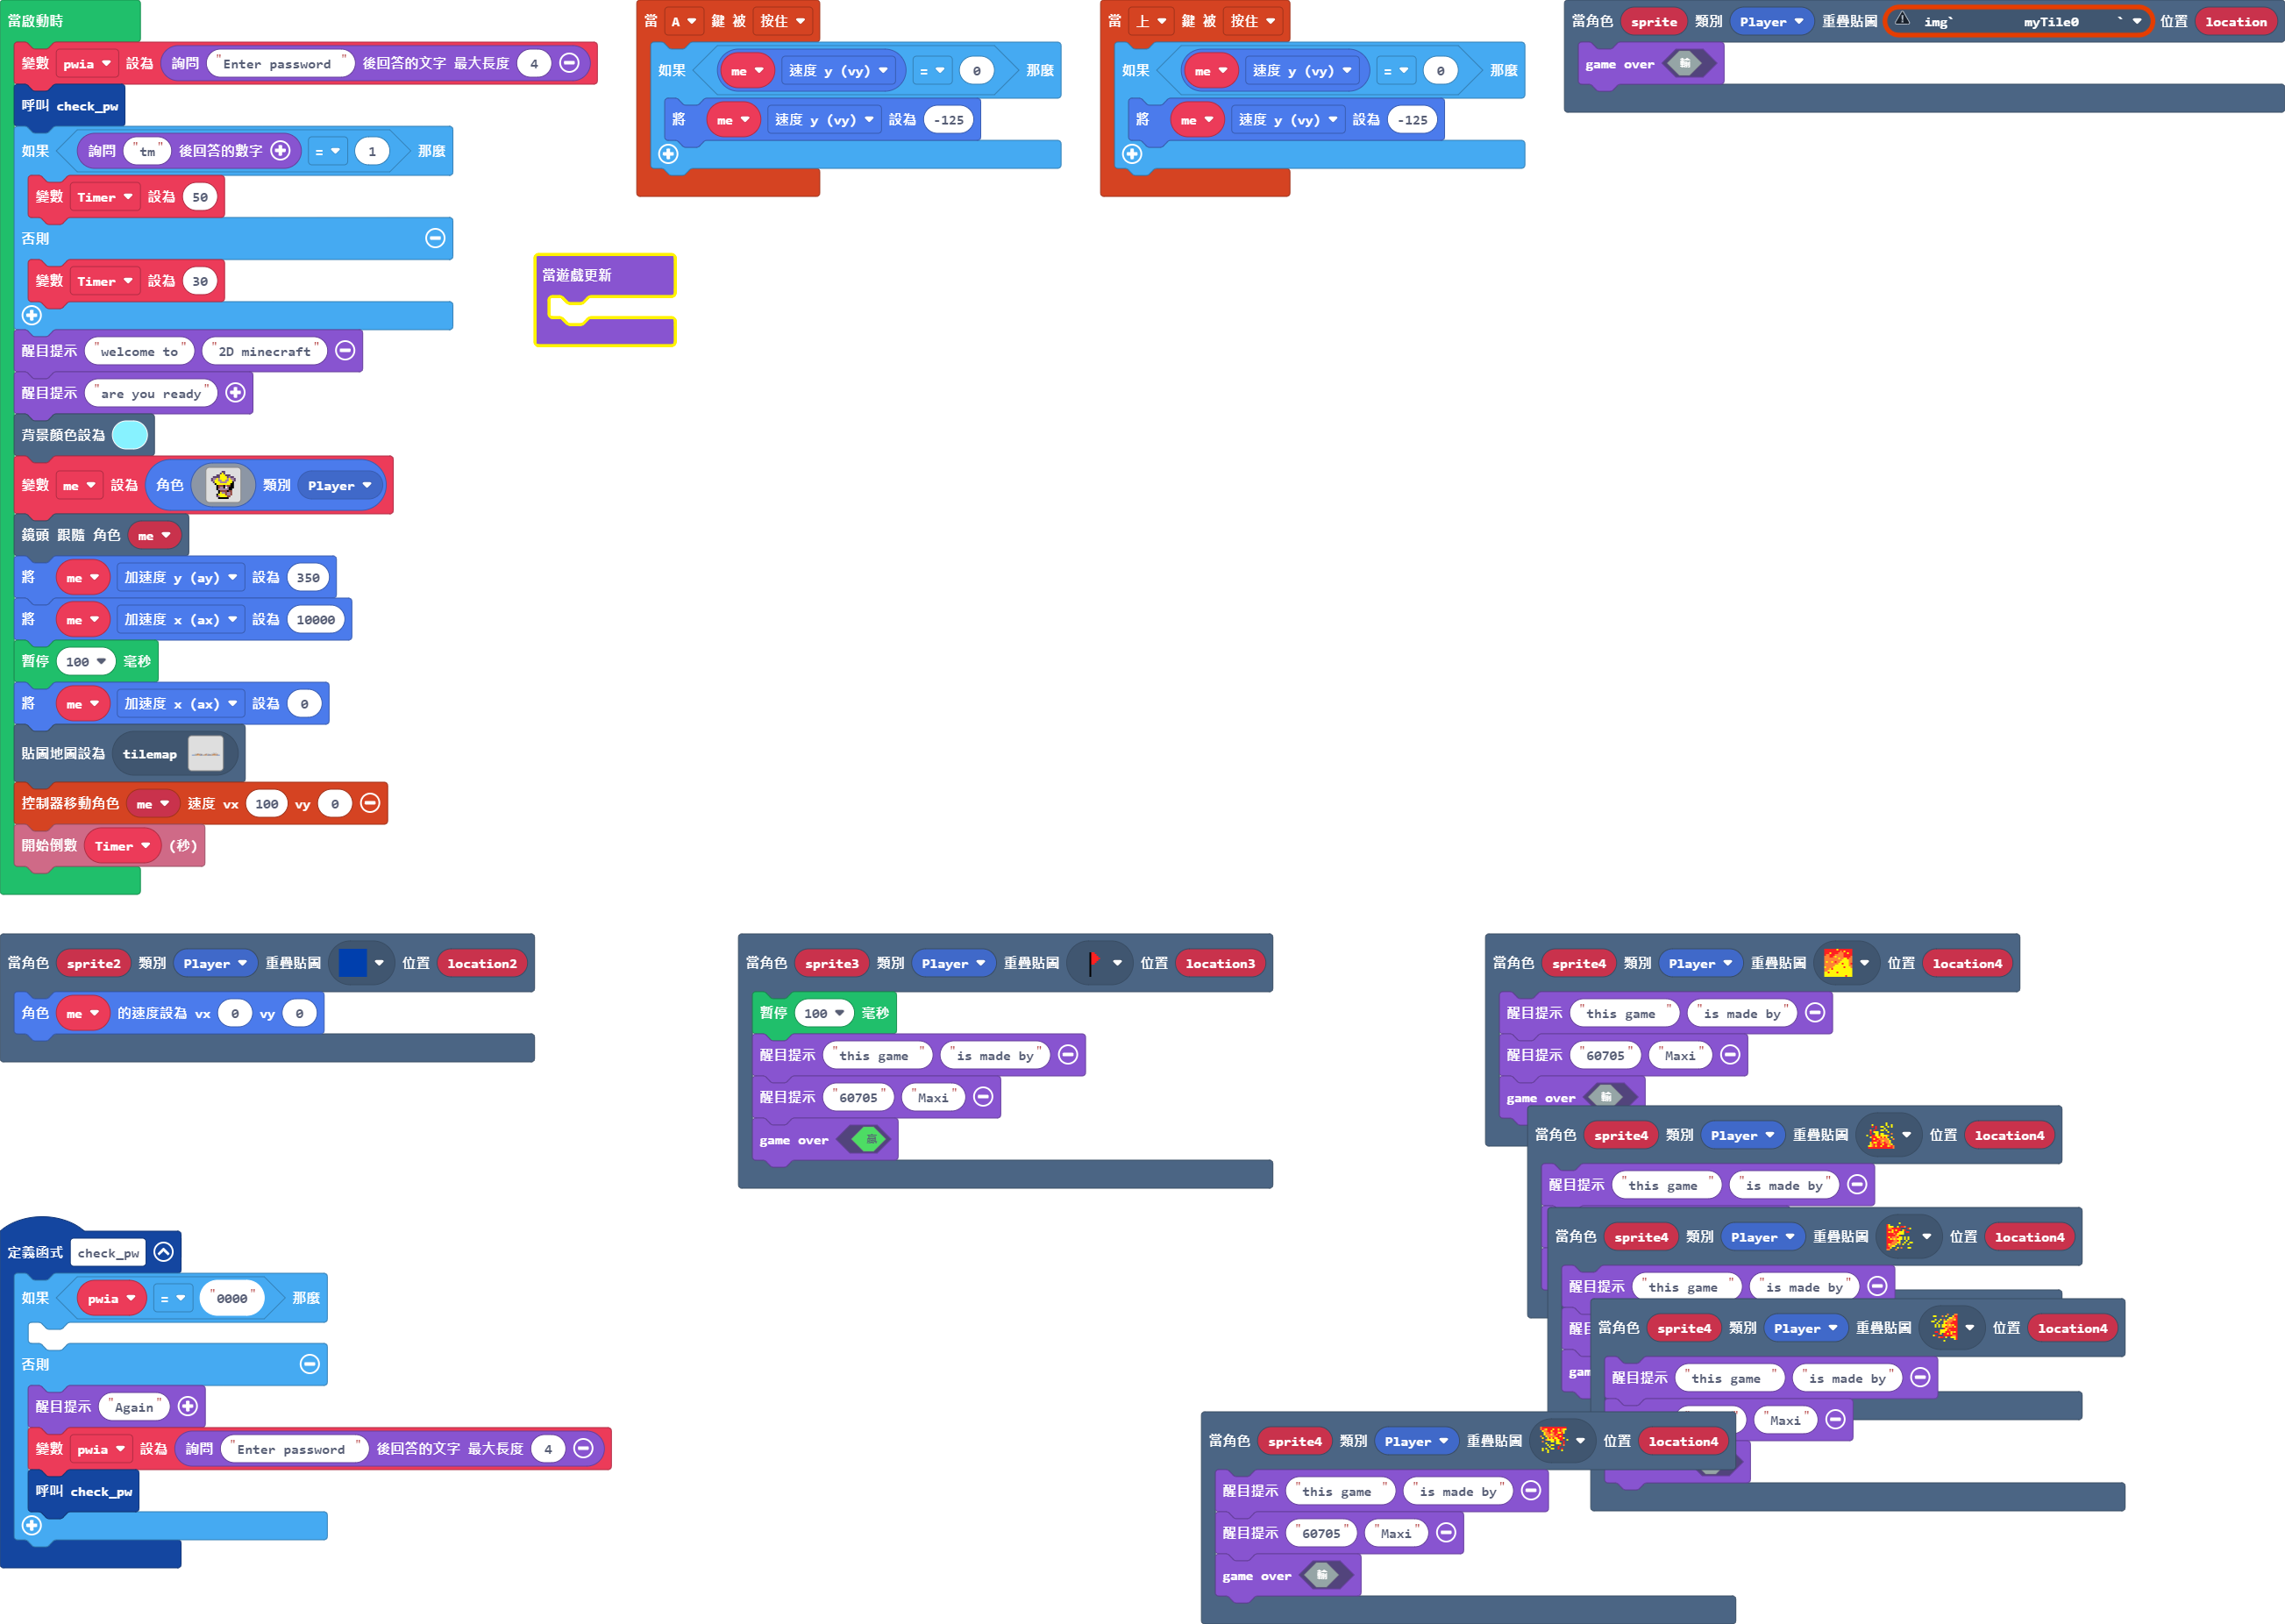 當啟動時
變數 pwia 設為 詢問 "Enter password " 後回答的文字 最大長度 4
呼叫 check_pw
如果 詢問 "tm" 後回答的數字 = 1 那麼
變數 Timer 設為 50
否則
變數 Timer 設為 30
醒目提示 "welcome to" "2D minecraft"
醒目提示 "are you ready"
背景顏色設為
變數 me 設為 角色 類別 Player
鏡頭 跟隨 角色 me
將 me 加速度 y (ay) 設為 350
將 me 加速度 x (ax) 設為 10000
暫停 100 毫秒
將 me 加速度 x (ax) 設為 0
貼圖地圖設為 tilemap
控制器移動角色 me 速度 vx 100 vy 0
開始倒數 Timer (秒)
當 A 鍵 被 按住
如果 me 速度 y (vy) = 0 那麼
將 me 速度 y (vy) 設為 -125
當 上 鍵 被 按住
如果 me 速度 y (vy) = 0 那麼
將 me 速度 y (vy) 設為 -125
當角色 sprite 類別 Player 重疊貼圖 img` myTile0 ` 位置 location
game over 輸
當遊戲更新
當角色 sprite2 類別 Player 重疊貼圖 位置 location2
角色 me 的速度設為 vx 0 vy 0
當角色 sprite3 類別 Player 重疊貼圖 位置 location3
暫停 100 毫秒
醒目提示 "this game " "is made by"
醒目提示 "60705" "Maxi"
game over 贏
當角色 sprite4 類別 Player 重疊貼圖 位置 location4
醒目提示 "this game " "is made by"
醒目提示 "60705" "Maxi"
game over 輸
當角色 sprite4 類別 Player 重疊貼圖 位置 location4
醒目提示 "this game " "is made by"
當角色 sprite4 類別 Player 重疊貼圖 位置 location4
醒目提示 "this game " "is made by"
當角色 sprite4 類別 Player 重疊貼圖 位置 location4
醒目提示 "this game " "is made by"
"Maxi"
當角色 sprite4 類別 Player 重疊貼圖 位置 location4
醒目提示 "this game " "is made by"
醒目提示 "60705" "Maxi"
game over 輸
定義函式 check_pw
如果 pwia = "0000" 那麼
否則
醒目提示 "Again"
變數 pwia 設為 詢問 "Enter password " 後回答的文字 最大長度 4
呼叫 check_pw